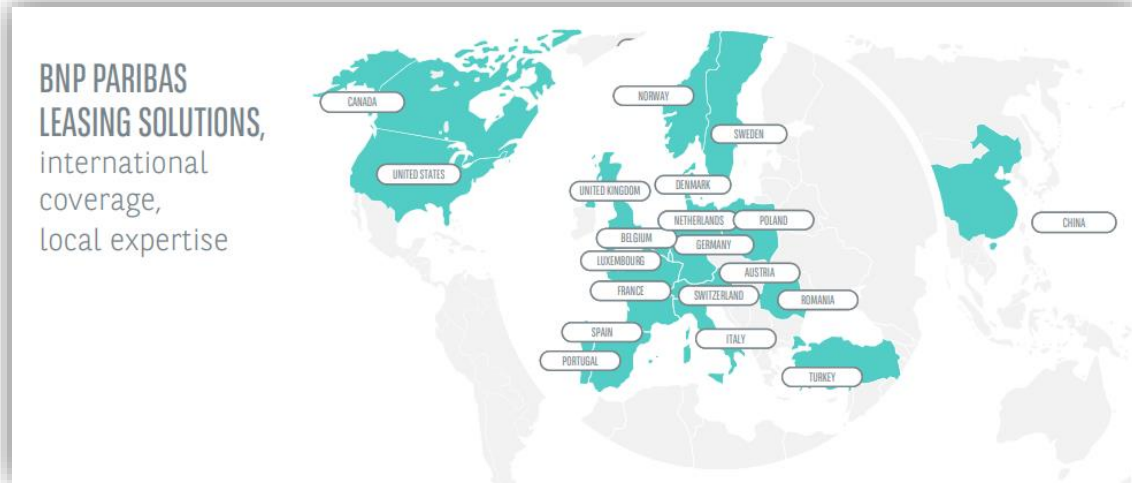 BNP PARIBAS
LEASING SOLUTIONS,
international
coverage,
local expertise
CANADA
UNITED STATES
NORWAY
SWEDEN
UNITED KINGDOM
DENMARK
NETHERLANDS
POLAND
BELGIUM
GERMANY
LUXEMBOURG
AUSTRIA
FRANCE
SWITZERLAND
ROMANIA
SPAIN
ITALY
PORTUGAL
TURKEY
CHINA